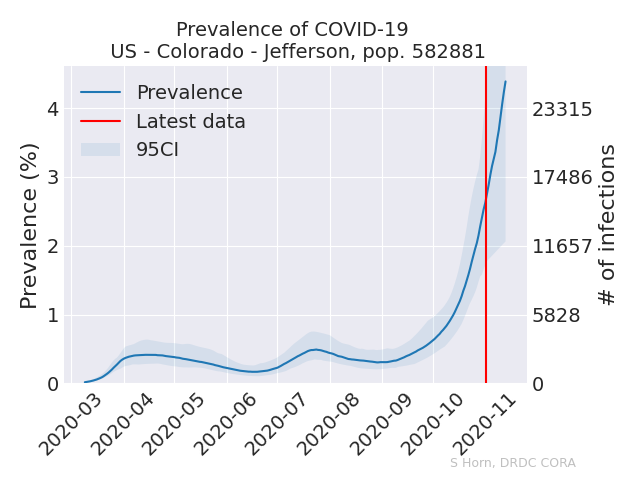 Prevalence of COVID-19
US - Colorado - Jefferson, pop. 582881
Prevalence
Latest data
95CI
Prevalence (%)
4
3
2
1
0
23315
17486
11657
5828
0
# of infections
2020-03
2020-04
2020-05
2020-06
2020-07
2020-08
2020-09
2020-10
2020-11
S Horn, DRDC CORA